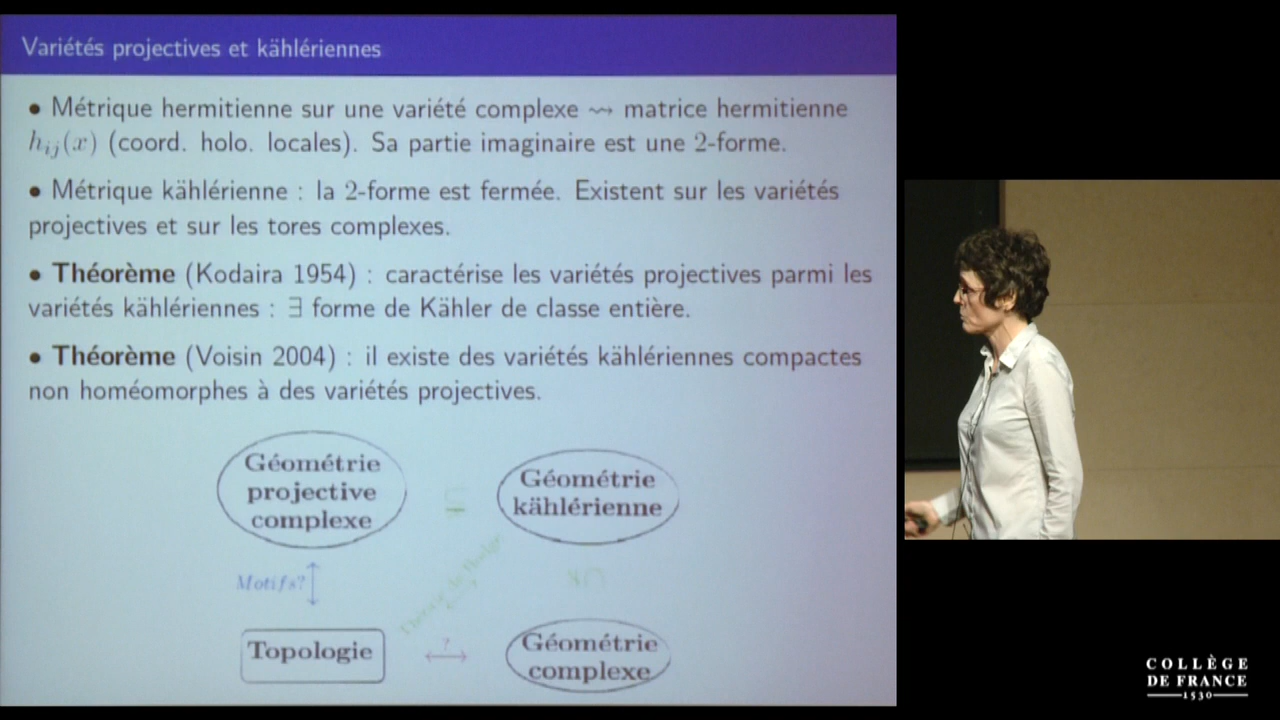 Variétés projectives et kählériennes
• Métrique hermitienne sur une variété complexe ⇝ matrice hermitienne
h_ij(x) (coord. holo. locales). Sa partie imaginaire est une 2-forme.
• Métrique kählérienne : la 2-forme est fermée. Existent sur les variétés
projectives et sur les tores complexes.
• Théorème (Kodaira 1954) : caractérise les variétés projectives parmi les
variétés kählériennes : ∃ forme de Kähler de classe entière.
• Théorème (Voisin 2004) : il existe des variétés kählériennes compactes
non homéomorphes à des variétés projectives.
Géométrie
projective
complexe
⊆
Géométrie
kählérienne
Motifs?
Théorie de Hodge
Topologie
?
Géométrie
complexe
COLLÈGE
DE FRANCE
1530